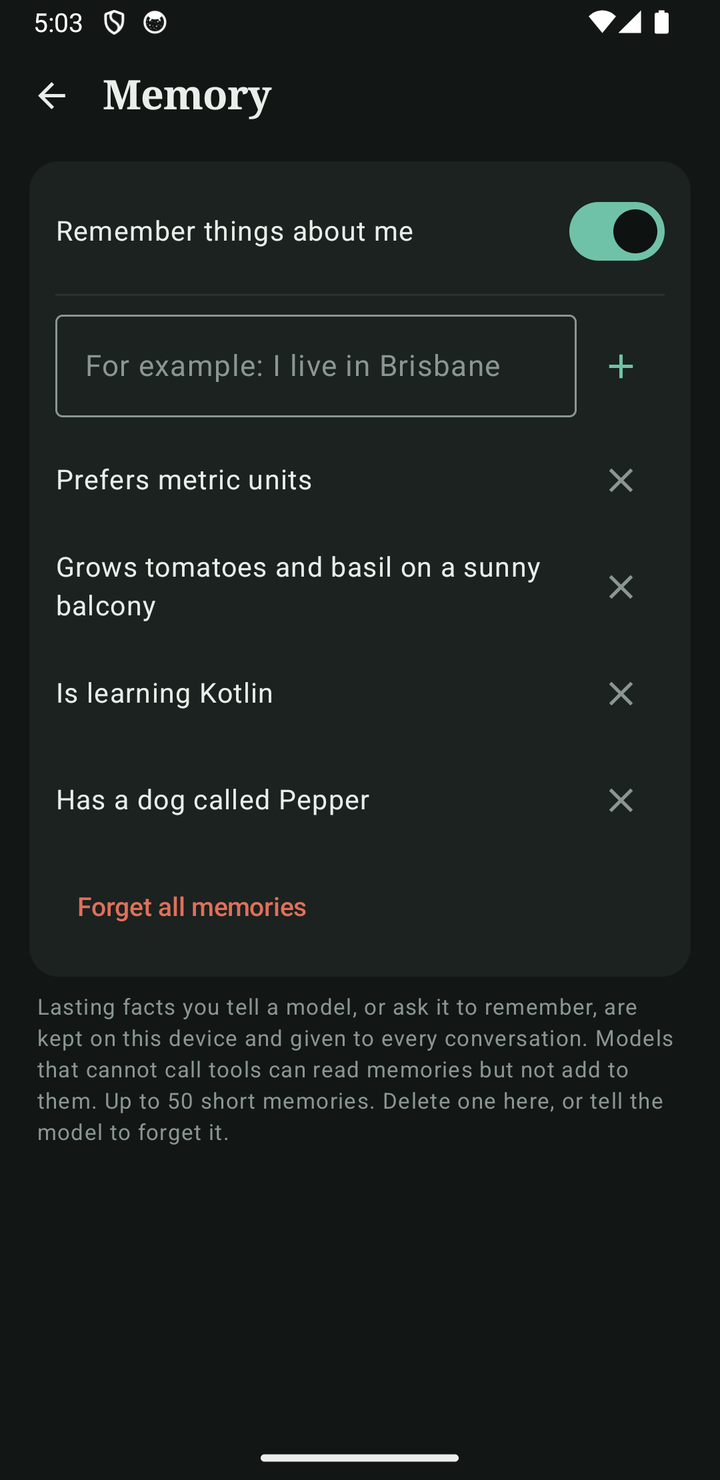 5:03
Memory
Remember things about me
For example: I live in Brisbane
Prefers metric units
Grows tomatoes and basil on a sunny
balcony
Is learning Kotlin
Has a dog called Pepper
Forget all memories
Lasting facts you tell a model, or ask it to remember, are
kept on this device and given to every conversation. Models
that cannot call tools can read memories but not add to
them. Up to 50 short memories. Delete one here, or tell the
model to forget it.